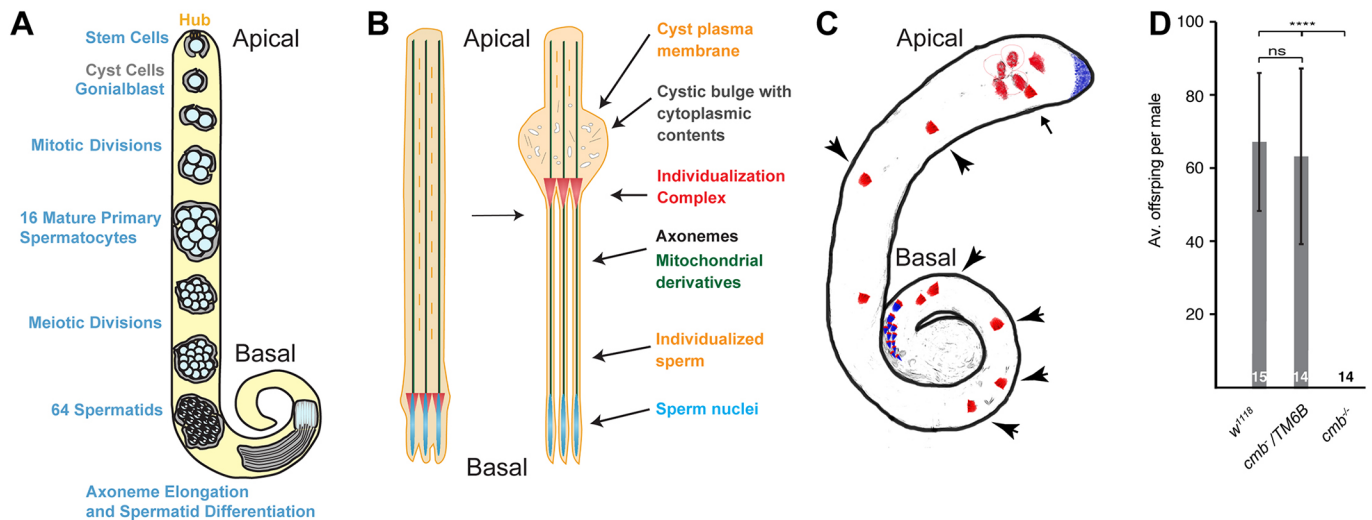 A
Hub
Stem Cells
Apical
Cyst Cells
Gonialblast
Mitotic Divisions
16 Mature Primary
Spermatocytes
Meiotic Divisions
Basal
64 Spermatids
Axoneme Elongation
and Spermatid Differentiation
B
Apical
Cyst plasma
membrane
Cystic bulge with
cytoplasmic
contents
Individualization
Complex
Axonemes
Mitochondrial
derivatives
Individualized
sperm
Sperm nuclei
Basal
C
Apical
Basal
D
Av. offsrping per male
100
80
60
40
20
****
ns
15
14
14
w1118
cmb- /TM6B
cmb-/-